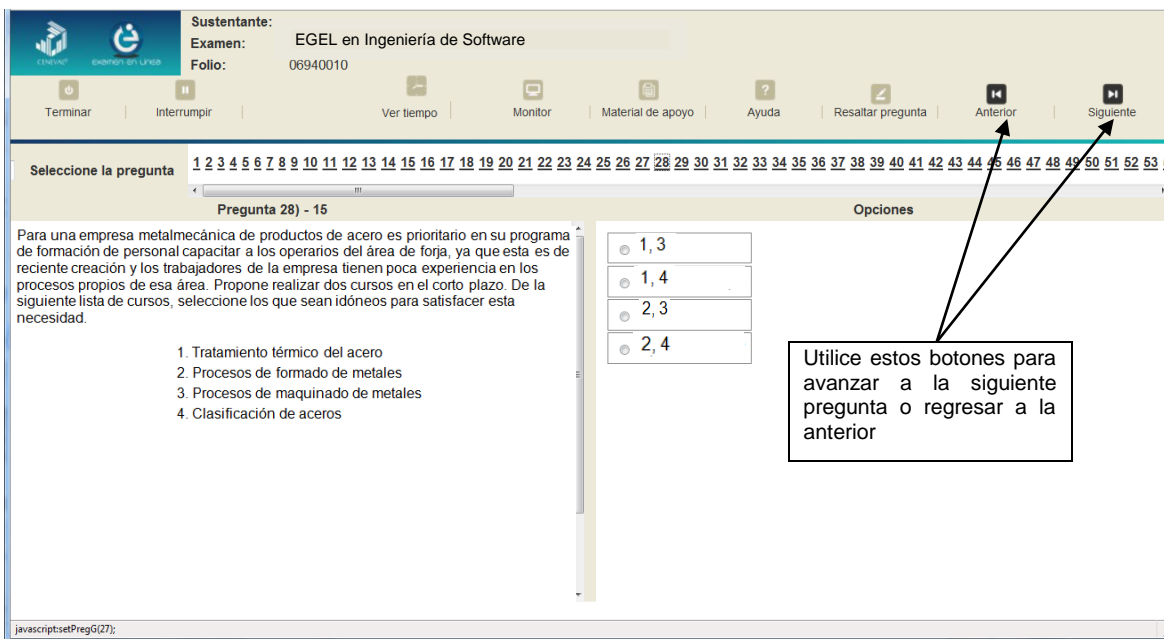 Sustentante:
Examen: EGEL en Ingeniería de Software
Folio: 06940010
CENEVAL
EXAMEN EN LÍNEA
Terminar Interrumpir Ver tiempo Monitor Material de apoyo Ayuda Resaltar pregunta Anterior Siguiente
Seleccione la pregunta 1 2 3 4 5 6 7 8 9 10 11 12 13 14 15 16 17 18 19 20 21 22 23 24 25 26 27 28 29 30 31 32 33 34 35 36 37 38 39 40 41 42 43 44 45 46 47 48 49 50 51 52 53
Pregunta 28) - 15
Opciones
Para una empresa metalmecánica de productos de acero es prioritario en su programa
de formación de personal capacitar a los operarios del área de forja, ya que esta es de
reciente creación y los trabajadores de la empresa tienen poca experiencia en los
procesos propios de esa área. Propone realizar dos cursos en el corto plazo. De la
siguiente lista de cursos, seleccione los que sean idóneos para satisfacer esta
necesidad.
1. Tratamiento térmico del acero
2. Procesos de formado de metales
3. Procesos de maquinado de metales
4. Clasificación de aceros
1, 3
1, 4
2, 3
2, 4
Utilice estos botones para
avanzar a la siguiente
pregunta o regresar a la
anterior
javascript:setPregG(27);